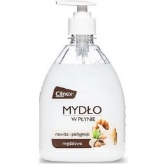 Clinex
MYDŁO
W PŁYNIE
nawilża i pielęgnuje
migdałowe